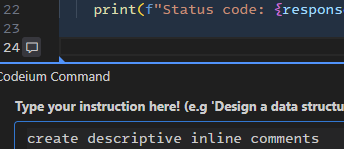 22 print(f"Status code: {respons
23
24
Codeium Command
Type your instruction here! (e.g 'Design a data structu
create descriptive inline comments